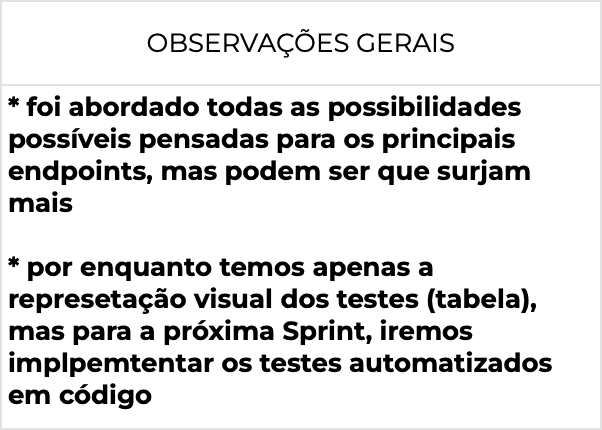 OBSERVAÇÕES GERAIS
* foi abordado todas as possibilidades
possíveis pensadas para os principais
endpoints, mas podem ser que surjam
mais
* por enquanto temos apenas a
represetação visual dos testes (tabela),
mas para a próxima Sprint, iremos
implpemtentar os testes automatizados
em código